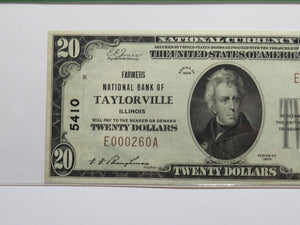 NATIONAL CURRENCY
SECURED BY UNITED STATES BONDS DEPOSITED WITH THE TREASURER OF
THE UNITED STATES OF AMERICA
20
E
FARMERS
NATIONAL BANK OF
TAYLORVILLE
ILLINOIS
WILL PAY TO THE BEARER ON DEMAND
TWENTY DOLLARS
E000260A
5410
SERIES OF
1929
20
TWENTY DOLLARS